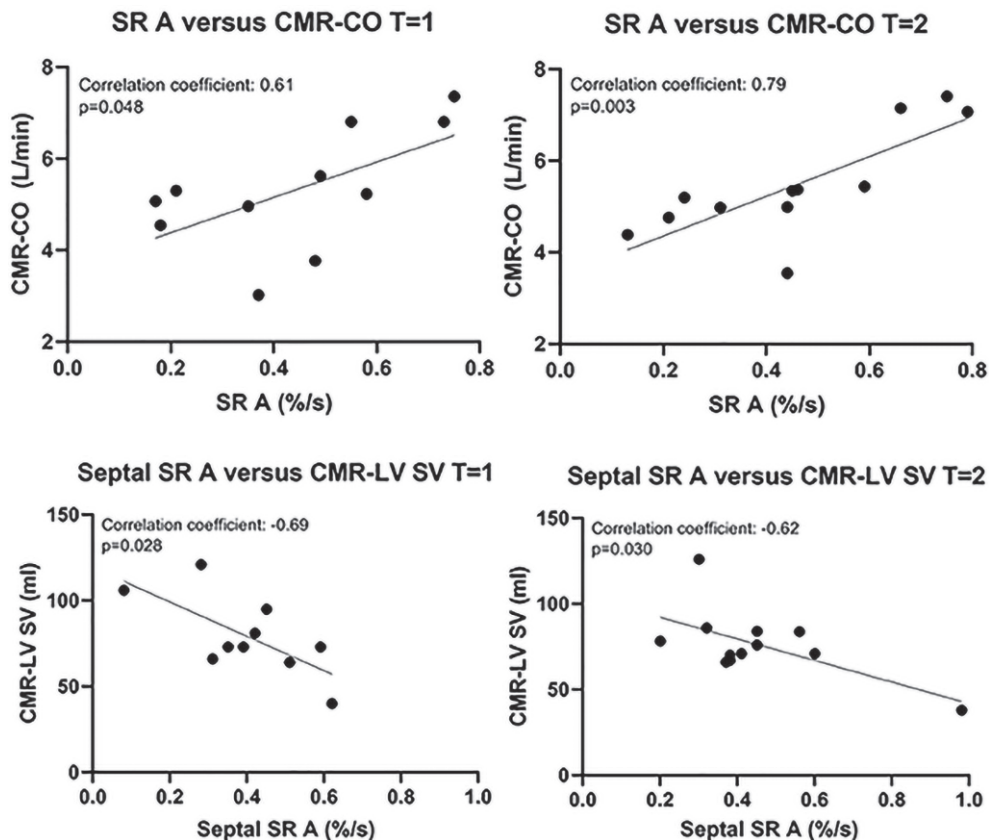 SR A versus CMR-CO T=1
Correlation coefficient: 0.61
p=0.048
CMR-CO (L/min)
8
6
4
2
0.0 0.2 0.4 0.6 0.8
SR A (%/s)
SR A versus CMR-CO T=2
Correlation coefficient: 0.79
p=0.003
CMR-CO (L/min)
8
6
4
2
0.0 0.2 0.4 0.6 0.8
SR A (%/s)
Septal SR A versus CMR-LV SV T=1
Correlation coefficient: -0.69
p=0.028
CMR-LV SV (ml)
150
100
50
0
0.0 0.2 0.4 0.6 0.8 1.0
Septal SR A (%/s)
Septal SR A versus CMR-LV SV T=2
Correlation coefficient: -0.62
p=0.030
CMR-LV SV (ml)
150
100
50
0
0.0 0.2 0.4 0.6 0.8 1.0
Septal SR A (%/s)